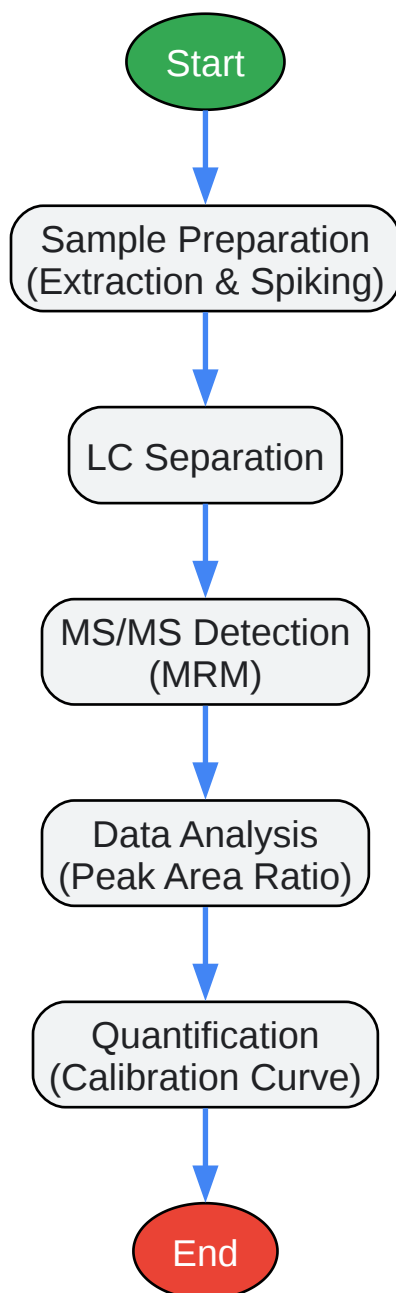 Start
Sample Preparation
(Extraction & Spiking)
LC Separation
MS/MS Detection
(MRM)
Data Analysis
(Peak Area Ratio)
Quantification
(Calibration Curve)
End